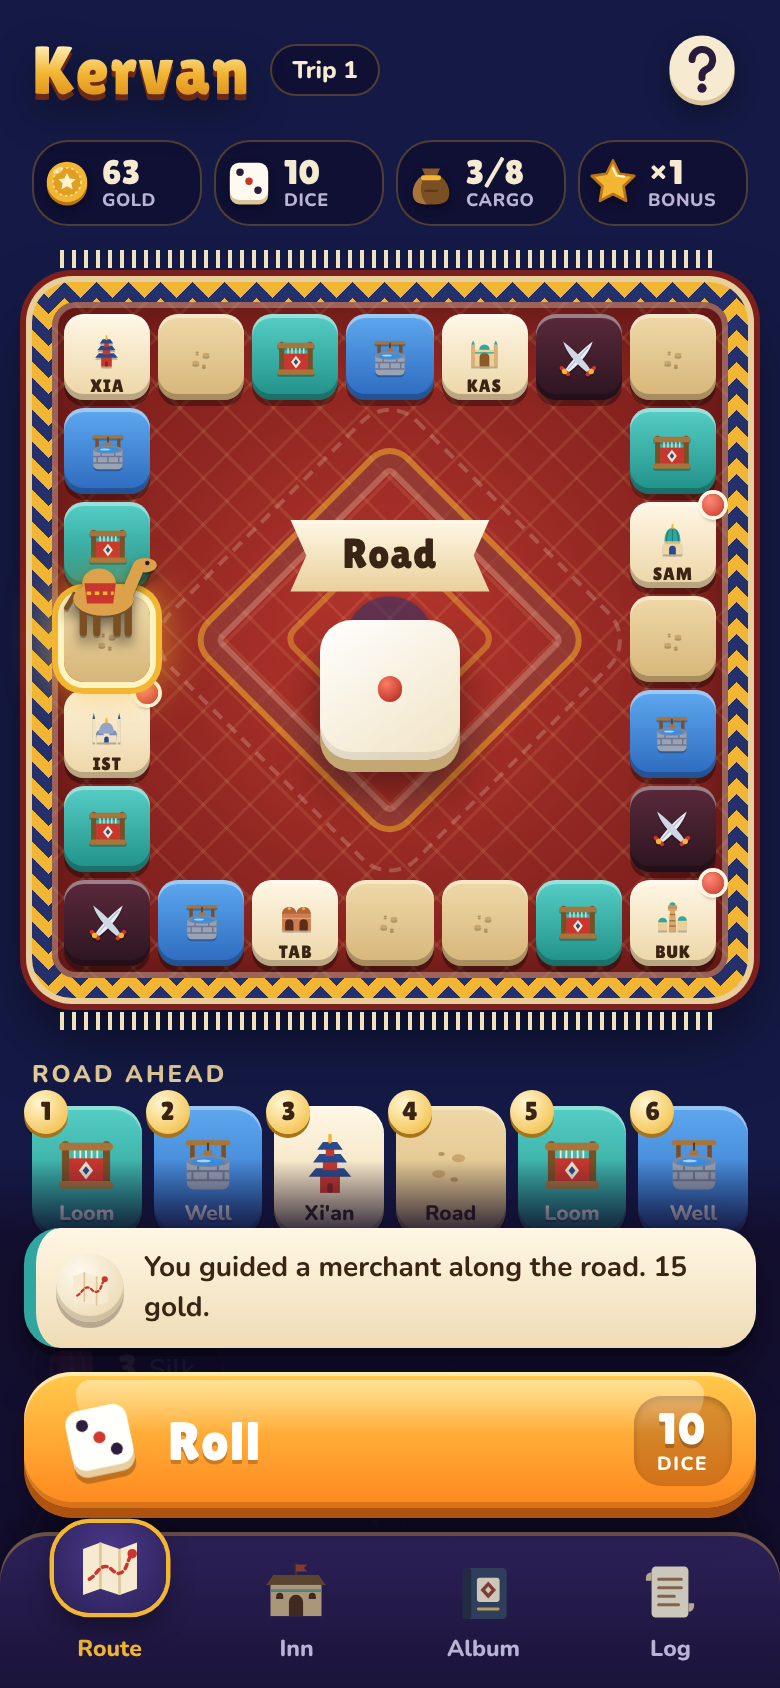 Kervan
Trip 1
?
63
GOLD
10
DICE
3/8
CARGO
×1
BONUS
XIA
KAS
SAM
Road
IST
TAB
BUK
ROAD AHEAD
1
2
3
4
5
6
Loom
Well
Xi'an
Road
Loom
Well
You guided a merchant along the road. 15
gold.
3 Silk
Roll
10
DICE
Route
Inn
Album
Log